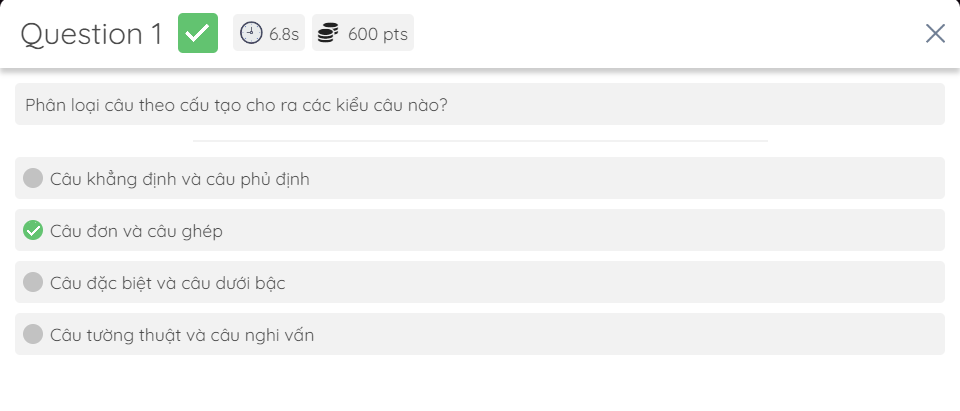 Question 1
6.8s
600 pts
Phân loại câu theo cấu tạo cho ra các kiểu câu nào?
Câu khẳng định và câu phủ định
Câu đơn và câu ghép
Câu đặc biệt và câu dưới bậc
Câu tường thuật và câu nghi vấn